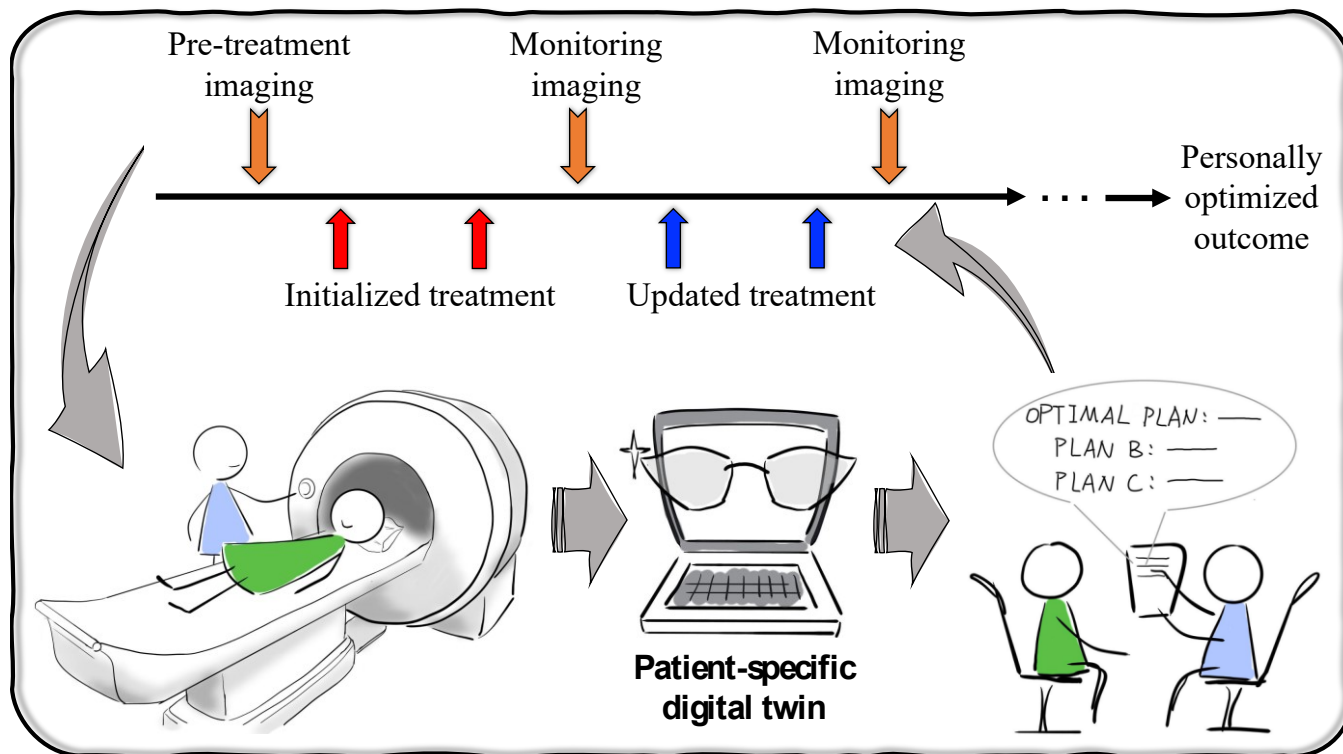 Pre-treatment
imaging
Monitoring
imaging
Monitoring
imaging
Personally
optimized
outcome
Initialized treatment
Updated treatment
OPTIMAL PLAN:
PLAN B:
PLAN C:
Patient-specific
digital twin